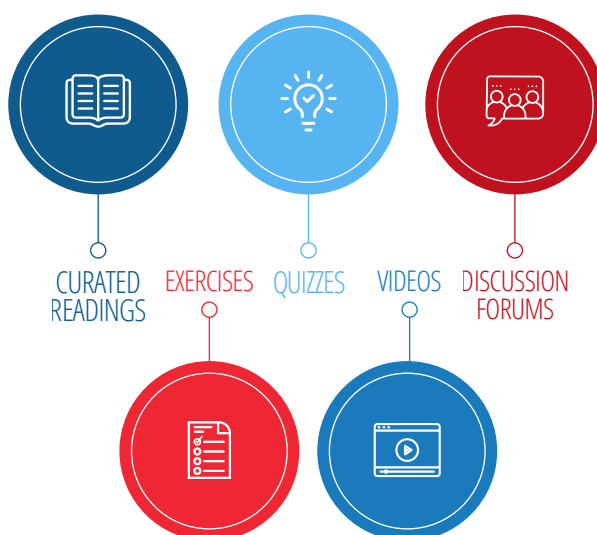 CURATED
READINGS
EXERCISES
QUIZZES
VIDEOS
DISCUSSION
FORUMS